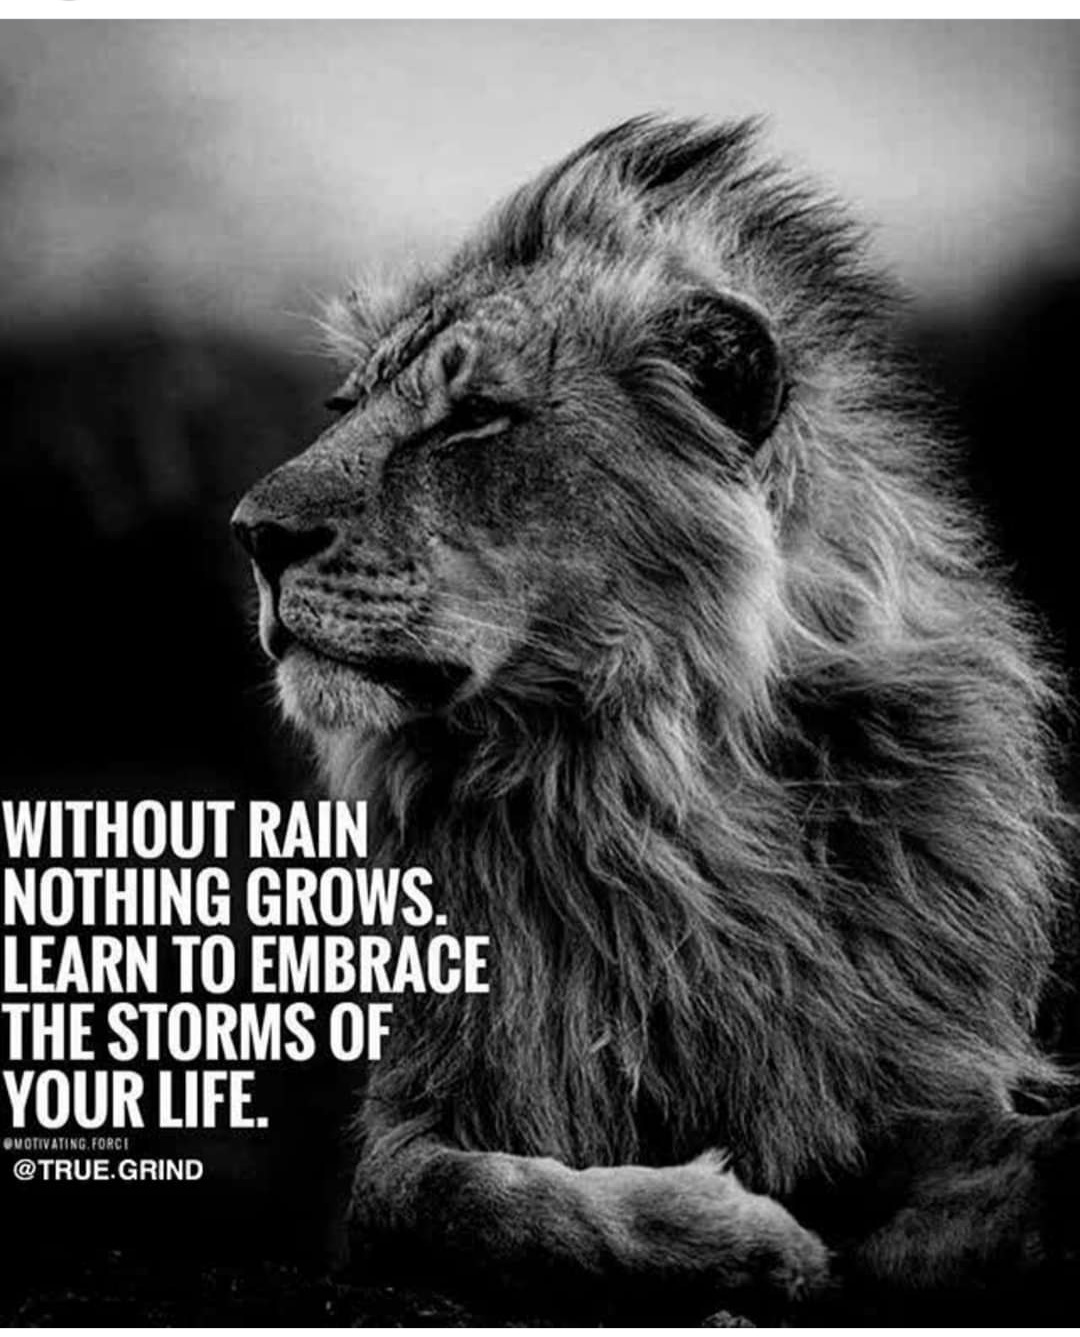 WITHOUT RAIN
NOTHING GROWS.
LEARN TO EMBRACE
THE STORMS OF
YOUR LIFE.
@MOTIVATING.FORCE
@TRUE.GRIND